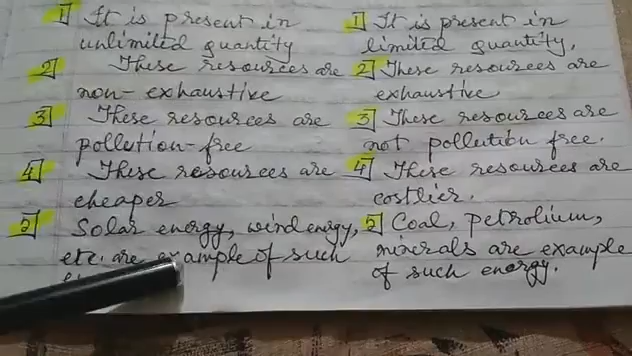 1 It is present in
unlimited quantity
2 These resources are
non-exhaustive
3 These resources are
pollution-free
4 These resources are
cheaper
5 Solar energy, wind energy,
etc. are example of such
1 It is present in
limited quantity,
2 These resources are
exhaustive
3 These resources are
not pollution free.
4 These resources are
costlier.
5 Coal, petrolium,
minerals are example
of such energy.